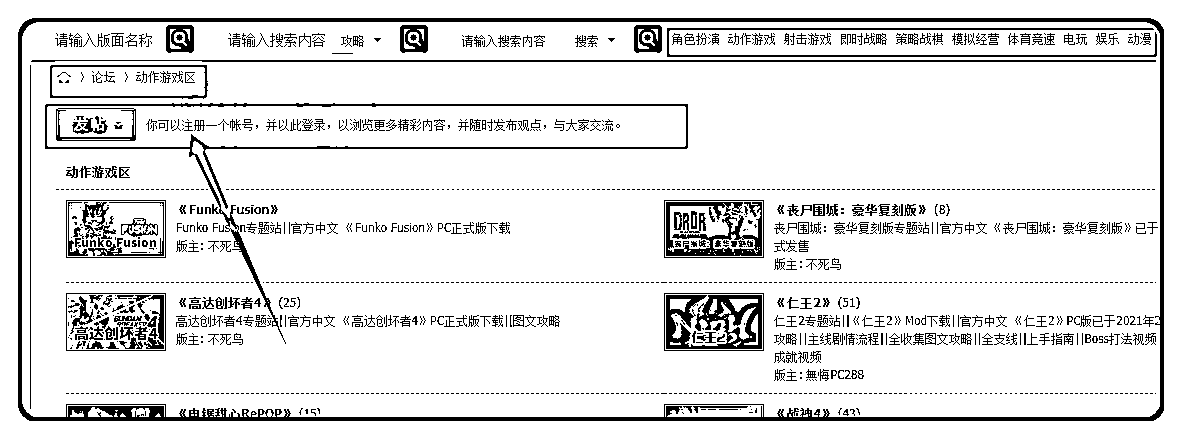 请输入版面名称 请输入搜索内容 攻略 请输入搜索内容 搜索 角色扮演 动作游戏 射击游戏 即时战略 策略战棋 模拟经营 体育竞速 电玩 娱乐 动漫
论坛 〉 动作游戏区
发帖 你可以注册一个帐号，并以此登录，以浏览更多精彩内容，并随时发布观点，与大家交流。
动作游戏区
《Funko Fusion》
Funko Fusion专题站||官方中文 《Funko Fusion》PC正式版下载
版主: 不死鸟
Funko Fusion
《丧尸围城：豪华复刻版》 (8)
丧尸围城：豪华复刻版专题站||官方中文 《丧尸围城：豪华复刻版》已于
式发售
版主: 不死鸟
DRDR
《高达创坏者4》 (25)
高达创坏者4专题站||官方中文 《高达创坏者4》PC正式版下载||图文攻略
版主: 不死鸟
高达创坏者4
《仁王2》 (51)
仁王2专题站||《仁王2》Mod下载||官方中文 《仁王2》PC版已于2021年2
攻略||主线剧情流程||全收集图文攻略||全支线||上手指南||Boss打法视频
成就视频
版主: 無悔PC288
仁王2
《电锯甜心RePOP》 (15)
《战神4》 (43)